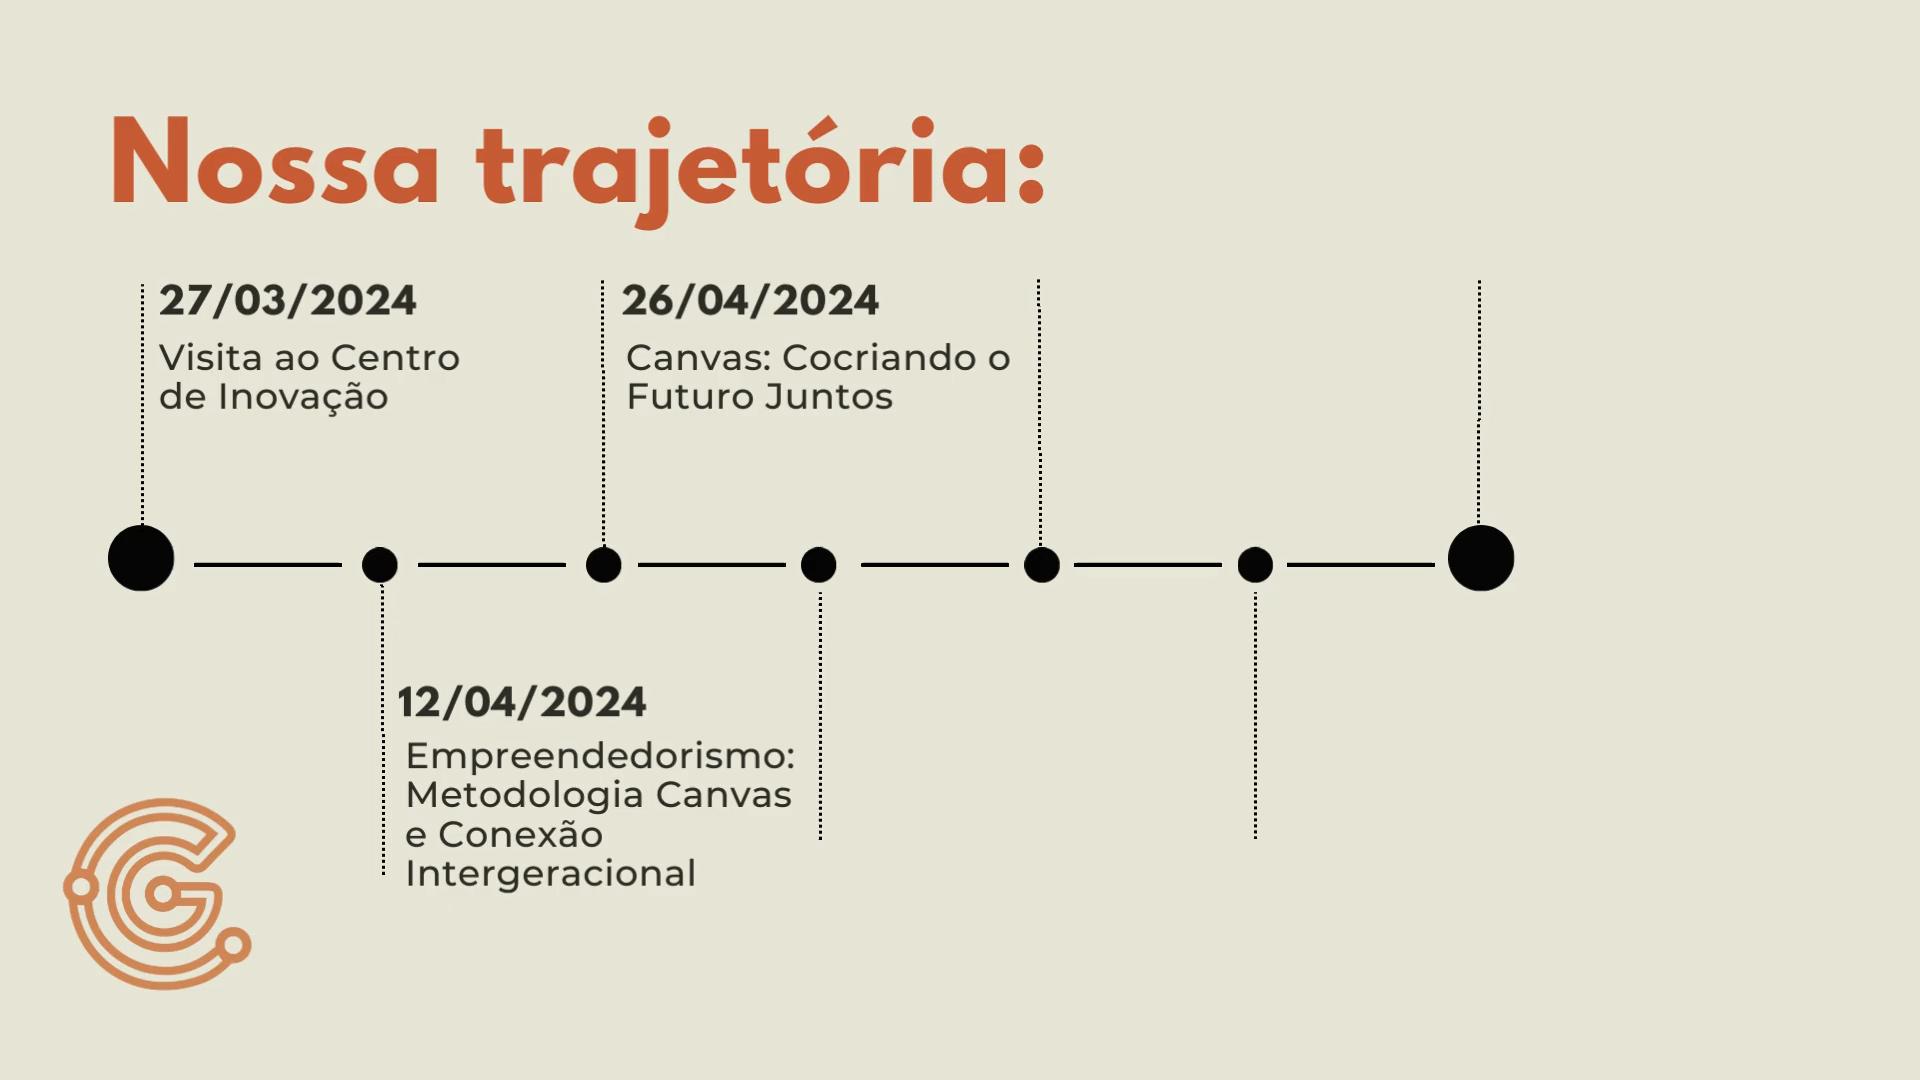 Nossa trajetória:
27/03/2024
Visita ao Centro
de Inovação
26/04/2024
Canvas: Cocriando o
Futuro Juntos
12/04/2024
Empreendedorismo:
Metodologia Canvas
e Conexão
Intergeracional